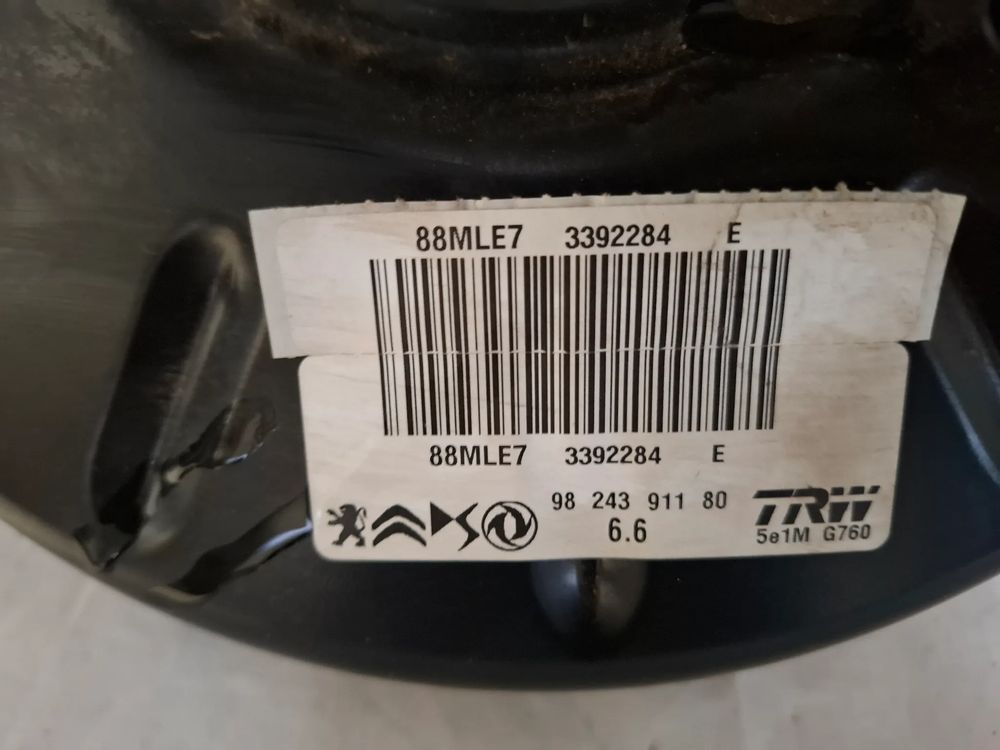 88MLE7 3392284 E
88MLE7 3392284 E
98 243 911 80
6.6
TRW
5e1M G760